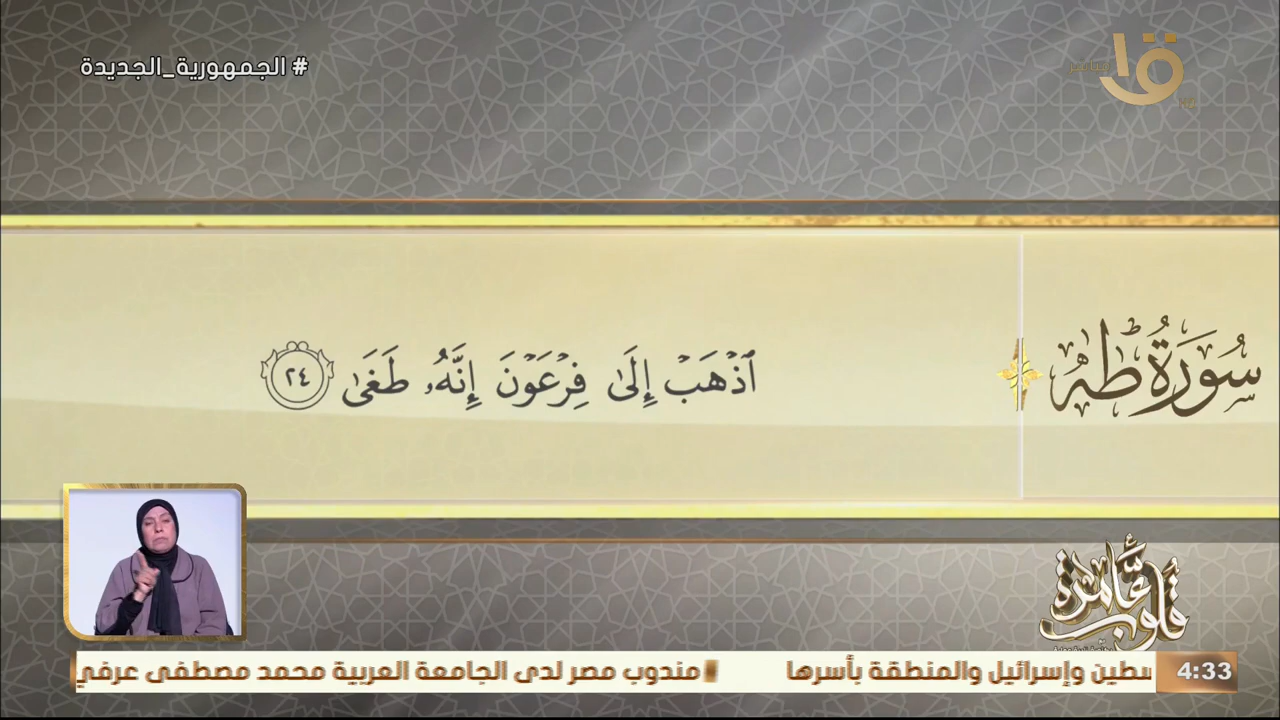 # الجمهورية_الجديدة
سُورَةُ طه
ٱذْهَبْ إِلَىٰ فِرْعَوْنَ إِنَّهُۥ طَغَىٰ ٢٤
قلوب عامرة
4:33 سطين وإسرائيل والمنطقة بأسرها مندوب مصر لدى الجامعة العربية محمد مصطفى عرفي